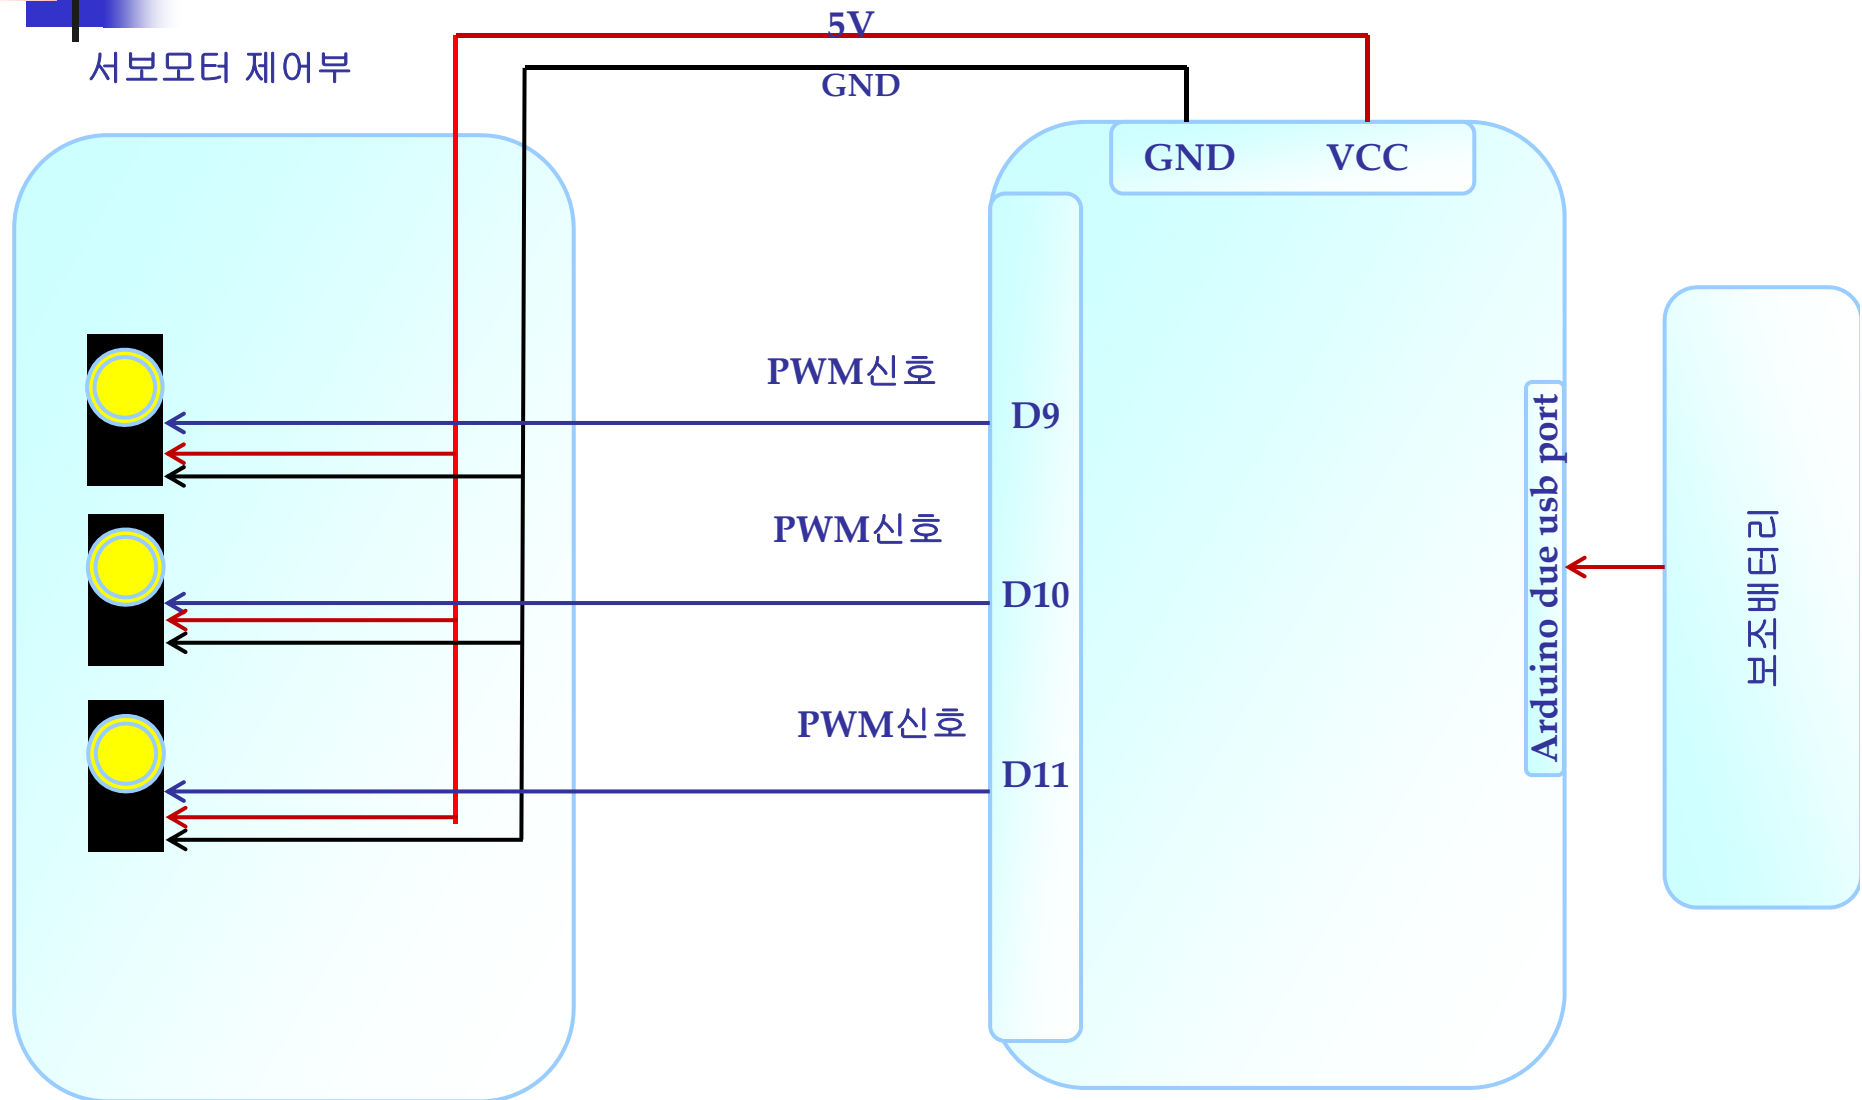 5V
서보모터 제어부
GND
GND
VCC
PWM신호
D9
PWM신호
D10
PWM신호
D11
Arduino due usb port
보조배터리